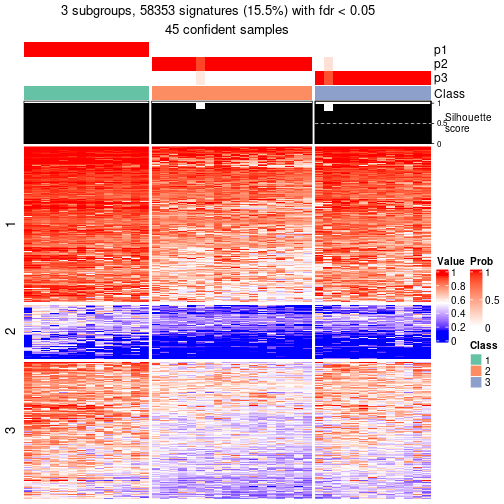 3 subgroups, 58353 signatures (15.5%) with fdr < 0.05
45 confident samples
p1
p2
p3
Class
1
0.5
0
Silhouette
score
1
2
3
Value
1
0.8
0.6
0.4
0.2
0
Prob
1
0.5
0
Class
1
2
3